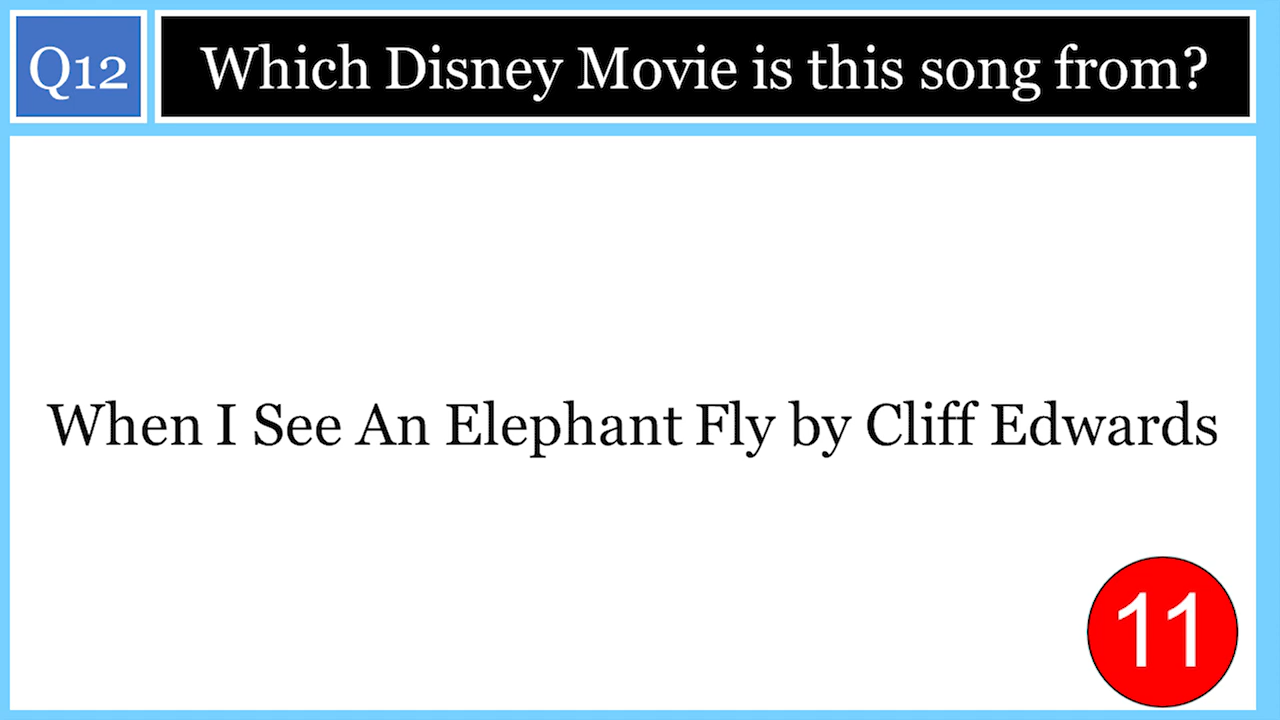 Q12
Which Disney Movie is this song from?
When I See An Elephant Fly by Cliff Edwards
11